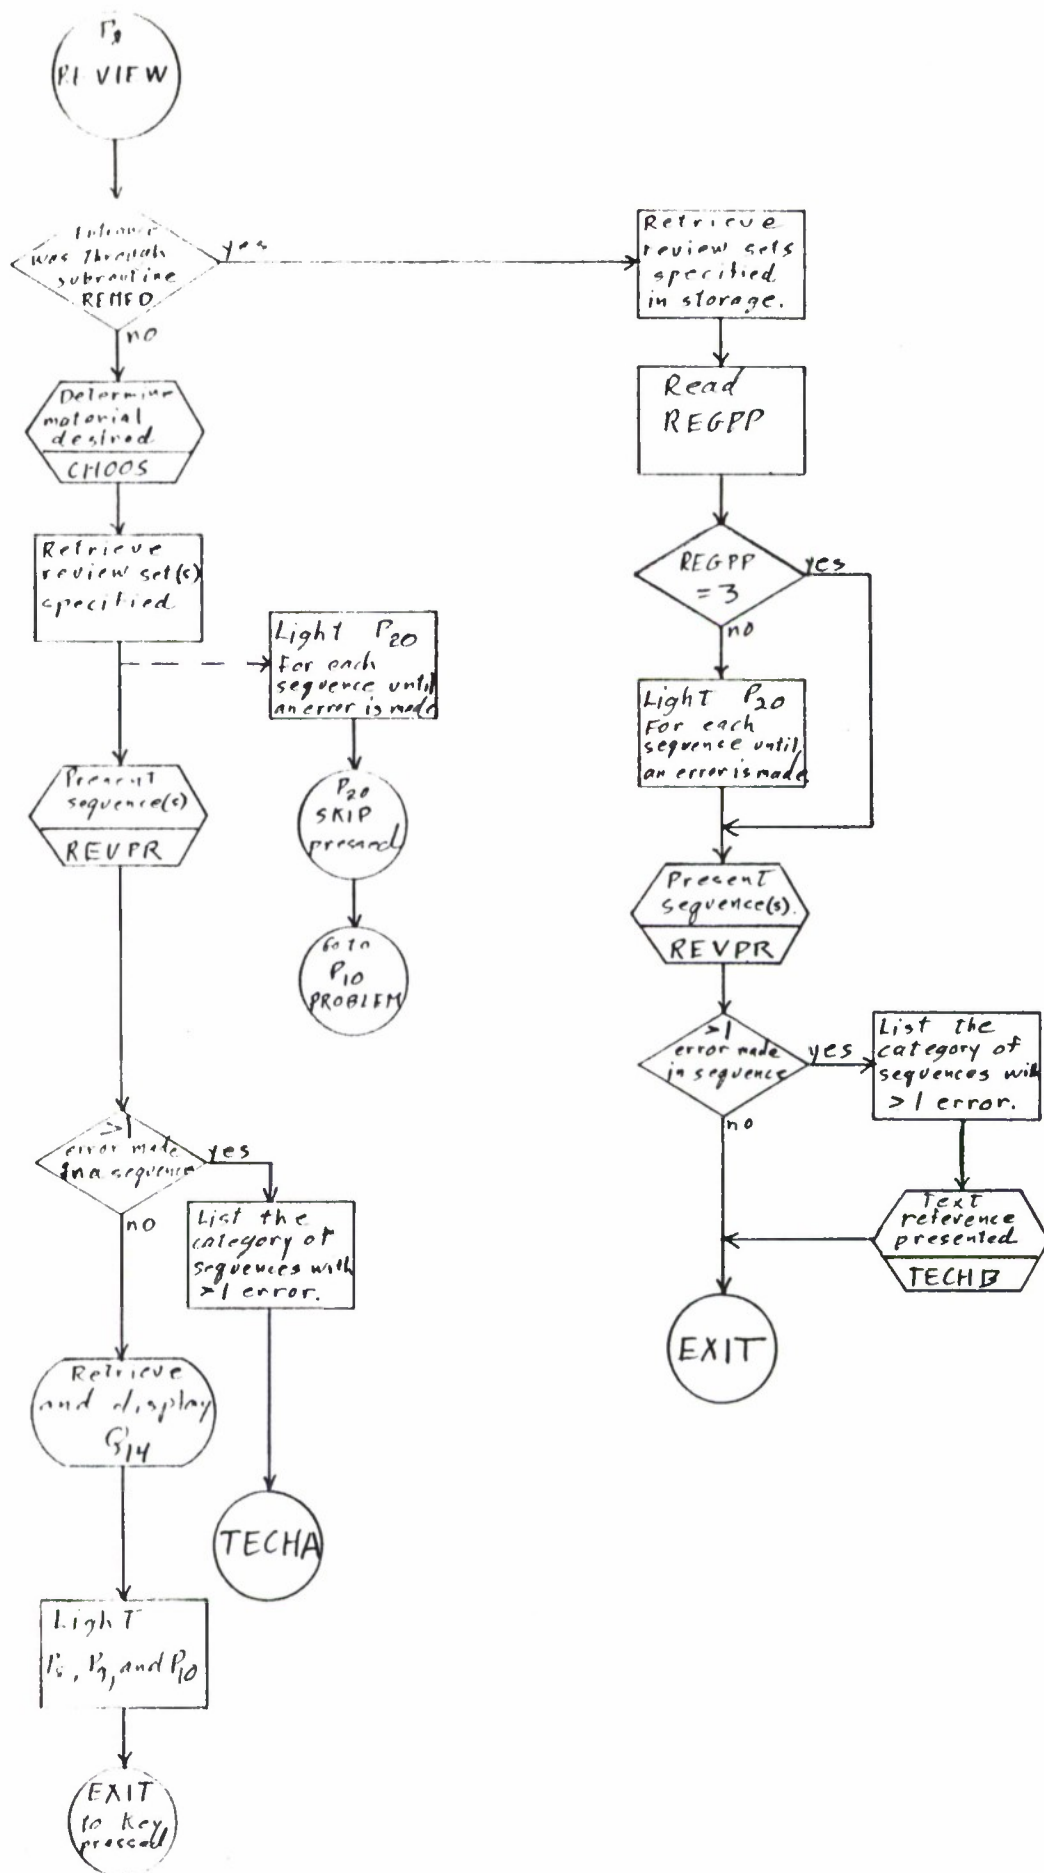 REVIEW
Entrance
was through
subroutine
REMED
yes
no
Determine
material
desired
CHOOS
Retrieve
review set(s)
specified
Light P20
For each
sequence until
an error is made
P20
SKIP
pressed
Go to
P10
PROBLEM
Present
sequence(s)
REVPR
>1
error made
in a sequence
yes
no
List the
category of
sequences with
>1 error.
TECHA
Retrieve
and display
Light
and P10
EXIT
to key
pressed
Retrieve
review sets
specified
in storage.
Read
REGPP
REGPP
=3
yes
no
Light P20
For each
sequence until
an error is made
Present
sequence(s).
REVPR
>1
error made
in sequence
yes
no
List the
category of
sequences with
>1 error.
Text
reference
presented
TECHB
EXIT